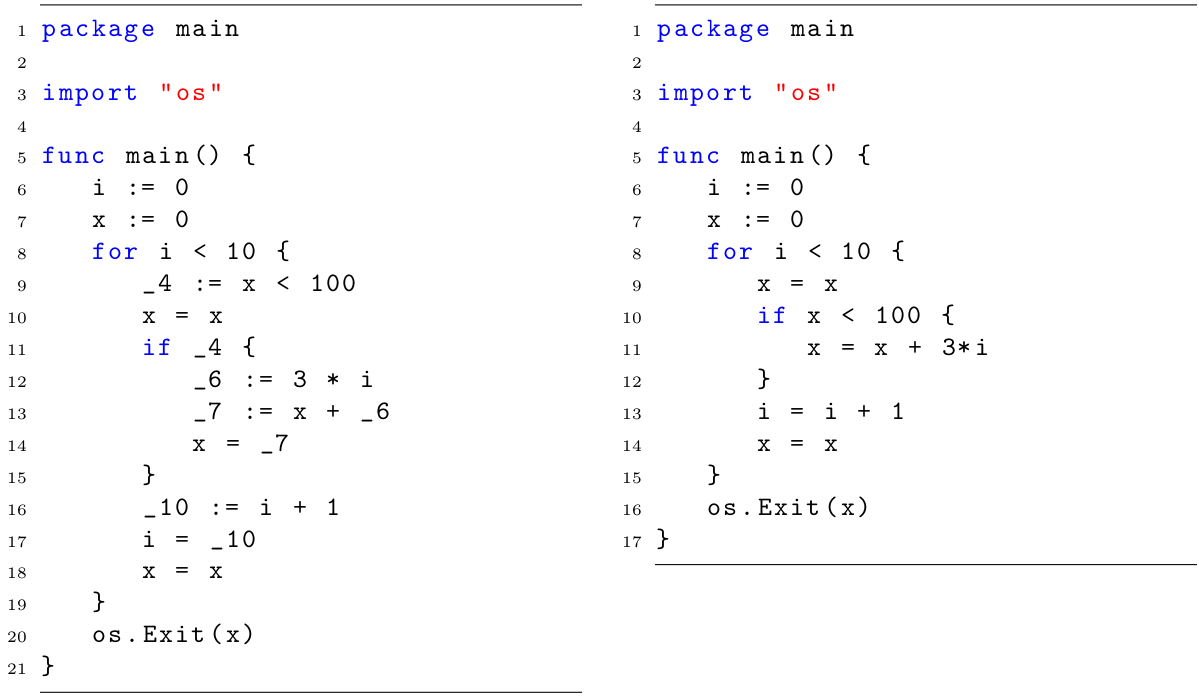 1 package main
2
3 import "os"
4
5 func main() {
6     i := 0
7     x := 0
8     for i < 10 {
9         _4 := x < 100
10         x = x
11         if _4 {
12             _6 := 3 * i
13             _7 := x + _6
14             x = _7
15         }
16         _10 := i + 1
17         i = _10
18         x = x
19     }
20     os.Exit(x)
21 }
1 package main
2
3 import "os"
4
5 func main() {
6     i := 0
7     x := 0
8     for i < 10 {
9         x = x
10         if x < 100 {
11             x = x + 3*i
12         }
13         i = i + 1
14         x = x
15     }
16     os.Exit(x)
17 }